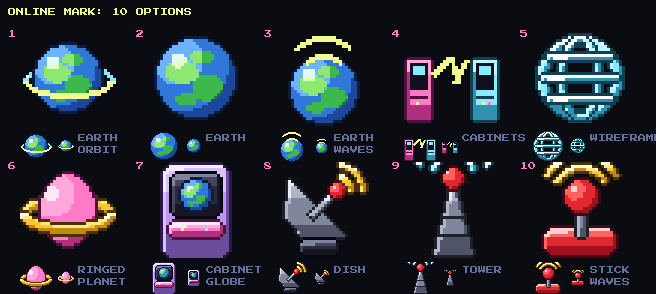 ONLINE MARK: 10 OPTIONS
1 2 3 4 5
EARTH ORBIT
EARTH
EARTH WAVES
CABINETS
WIREFRAM
6 7 8 9 10
RINGED PLANET
CABINET GLOBE
DISH
TOWER
STICK WAVES